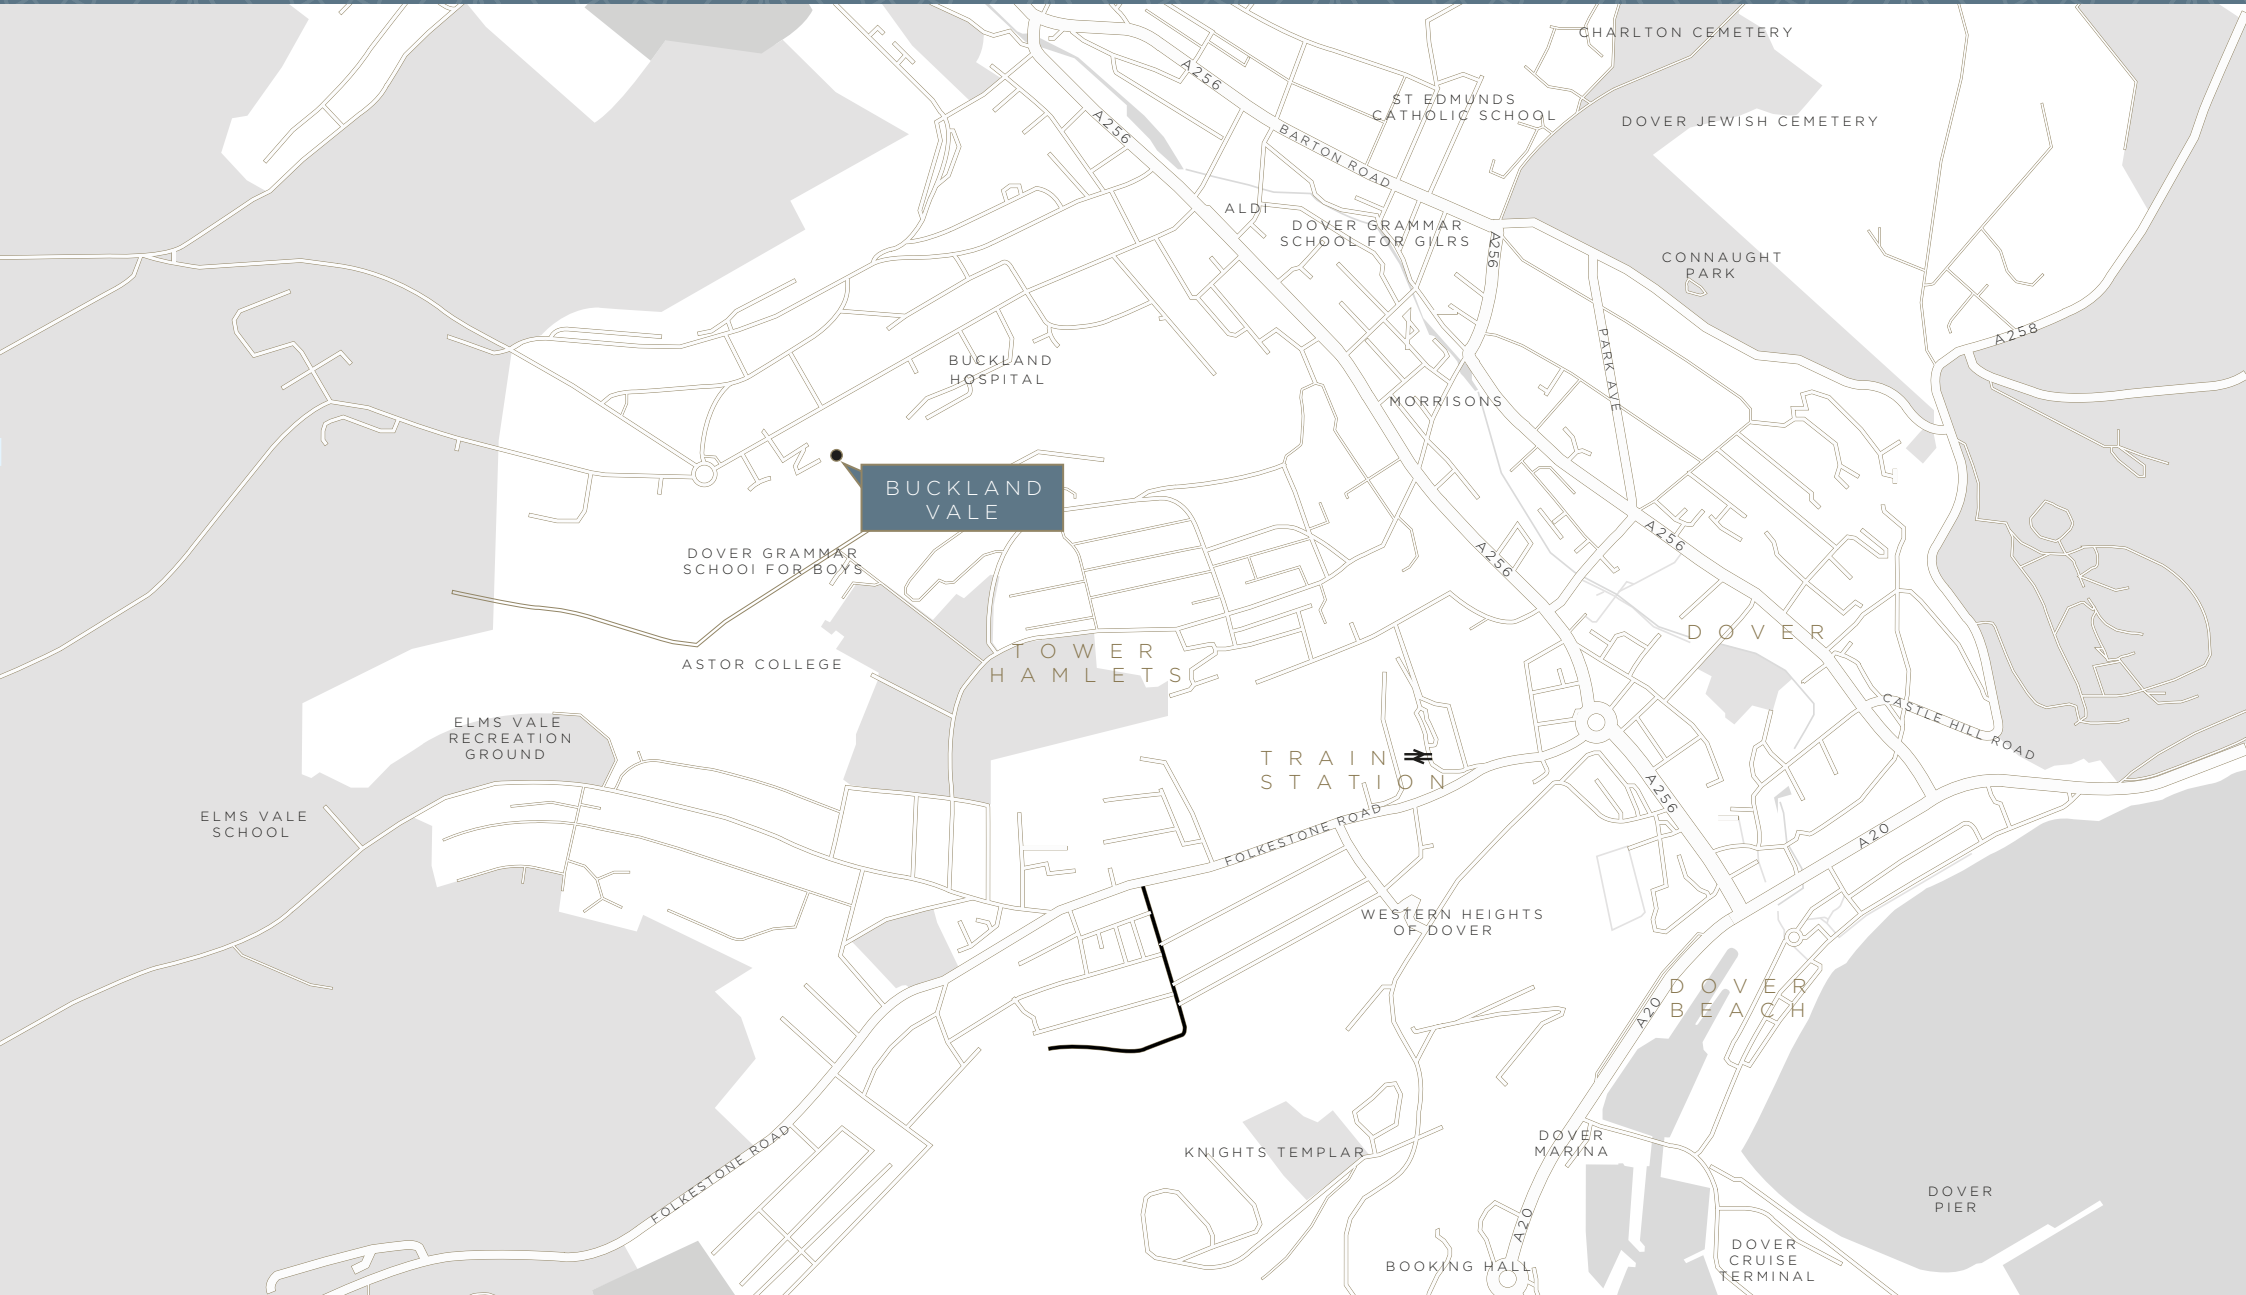 CHARLTON CEMETERY
A256
ST EDMUNDS
CATHOLIC SCHOOL
A256
DOVER JEWISH CEMETERY
BARTON ROAD
ALDI
DOVER GRAMMAR
SCHOOL FOR GILRS
A256
CONNAUGHT
PARK
A258
PARK AVE
BUCKLAND
HOSPITAL
MORRISONS
BUCKLAND
VALE
A256
A256
DOVER GRAMMAR
SCHOOI FOR BOYS
DOVER
TOWER
HAMLETS
ASTOR COLLEGE
CASTLE HILL ROAD
ELMS VALE
RECREATION
GROUND
TRAIN
STATION
A256
ELMS VALE
SCHOOL
FOLKESTONE ROAD
A20
WESTERN HEIGHTS
OF DOVER
DOVER
BEACH
A20
FOLKESTONE ROAD
KNIGHTS TEMPLAR
DOVER
MARINA
DOVER
PIER
A20
DOVER
CRUISE
TERMINAL
BOOKING HALL